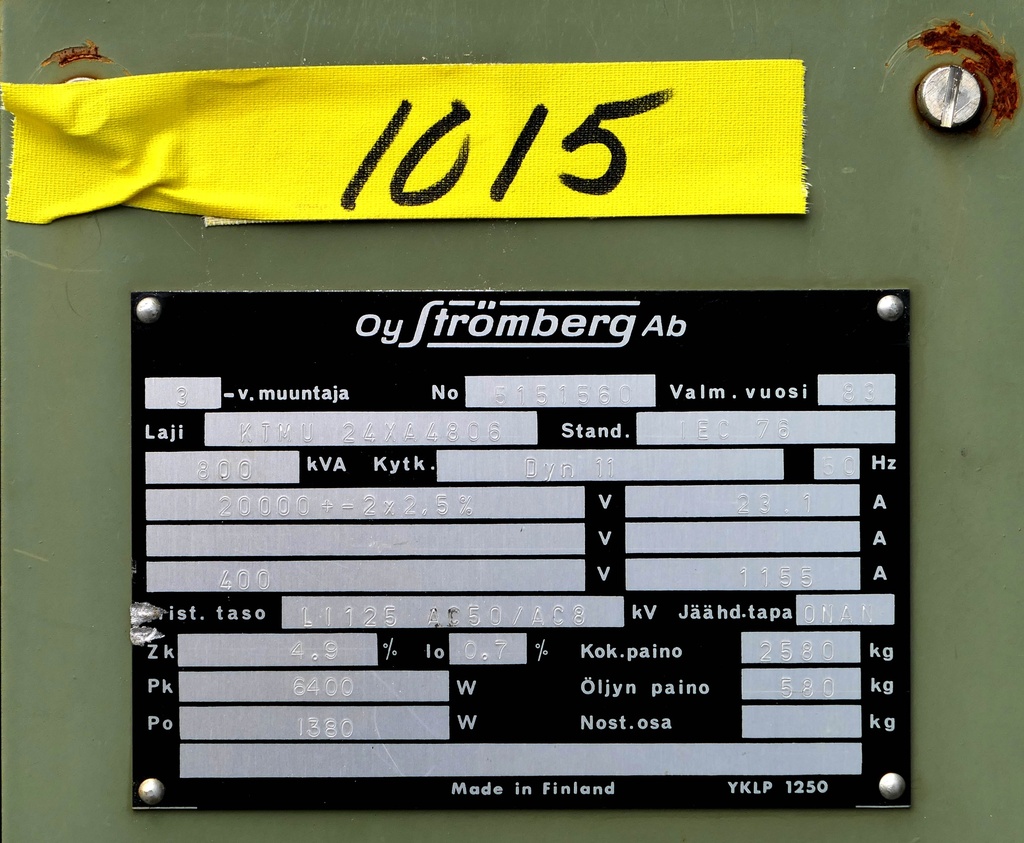 1015
Oy Strömberg Ab
3 -v.muuntaja No 5151560 Valm.vuosi 83
Laji KTMU 24XA4806 Stand. IEC 76
800 kVA Kytk. Dyn 11 50 Hz
20000+-2x2,5% V 23.1 A
V A
400 V 1155 A
rist. taso LI125 AC50/AC8 kV Jäähd.tapa ONAN
Zk 4.9 % Io 0.7 % Kok.paino 2580 kg
Pk 6400 W Öljyn paino 580 kg
Po 1380 W Nost.osa kg
Made in Finland YKLP 1250